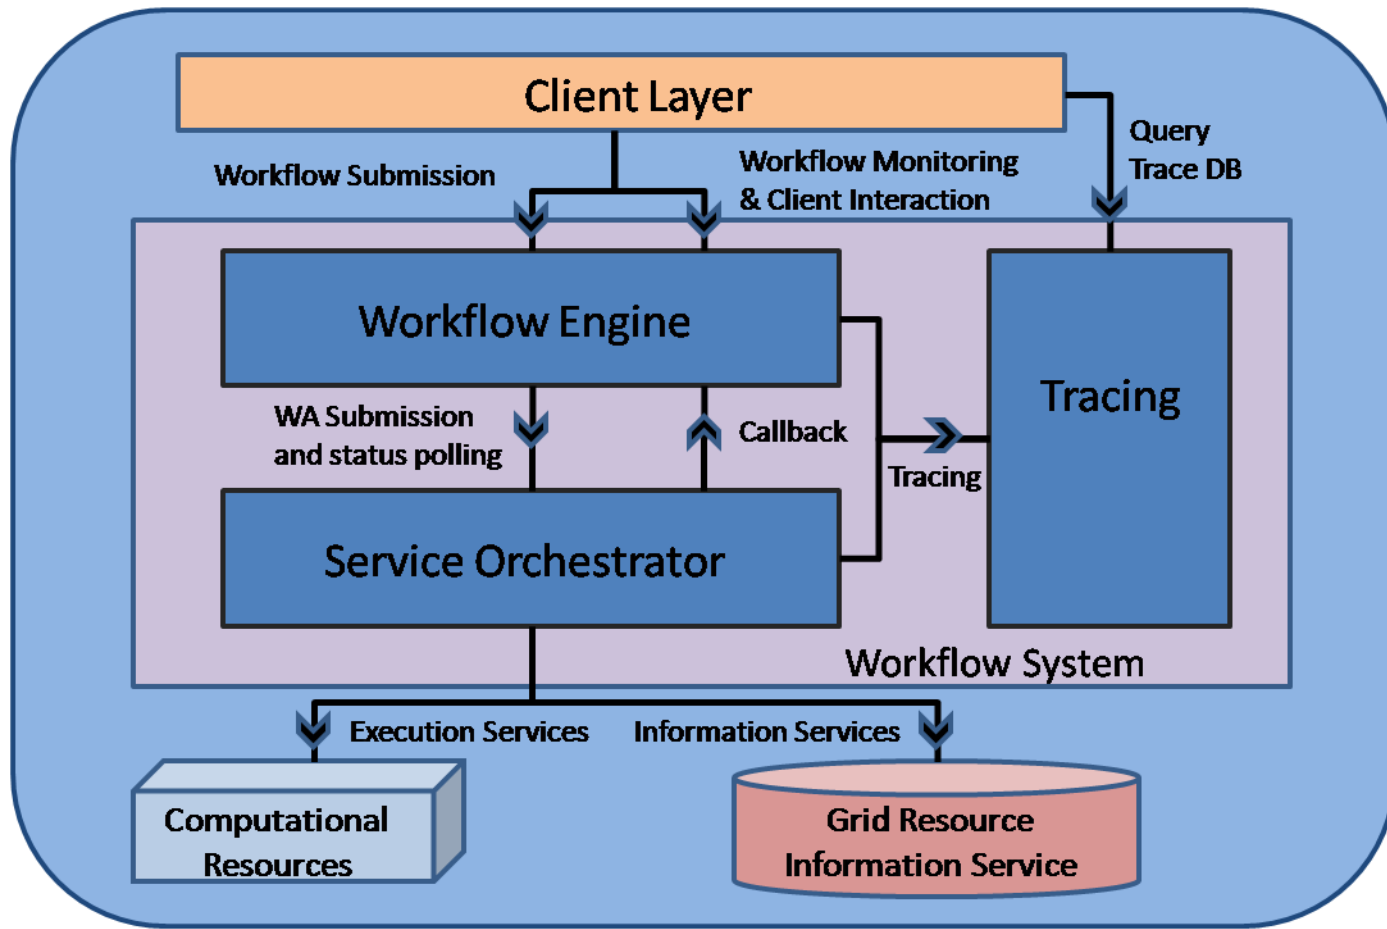 Client Layer
Query
Trace DB
Workflow Submission
Workflow Monitoring
& Client Interaction
Workflow Engine
Tracing
WA Submission
and status polling
Callback
Tracing
Service Orchestrator
Workflow System
Execution Services
Information Services
Computational
Resources
Grid Resource
Information Service